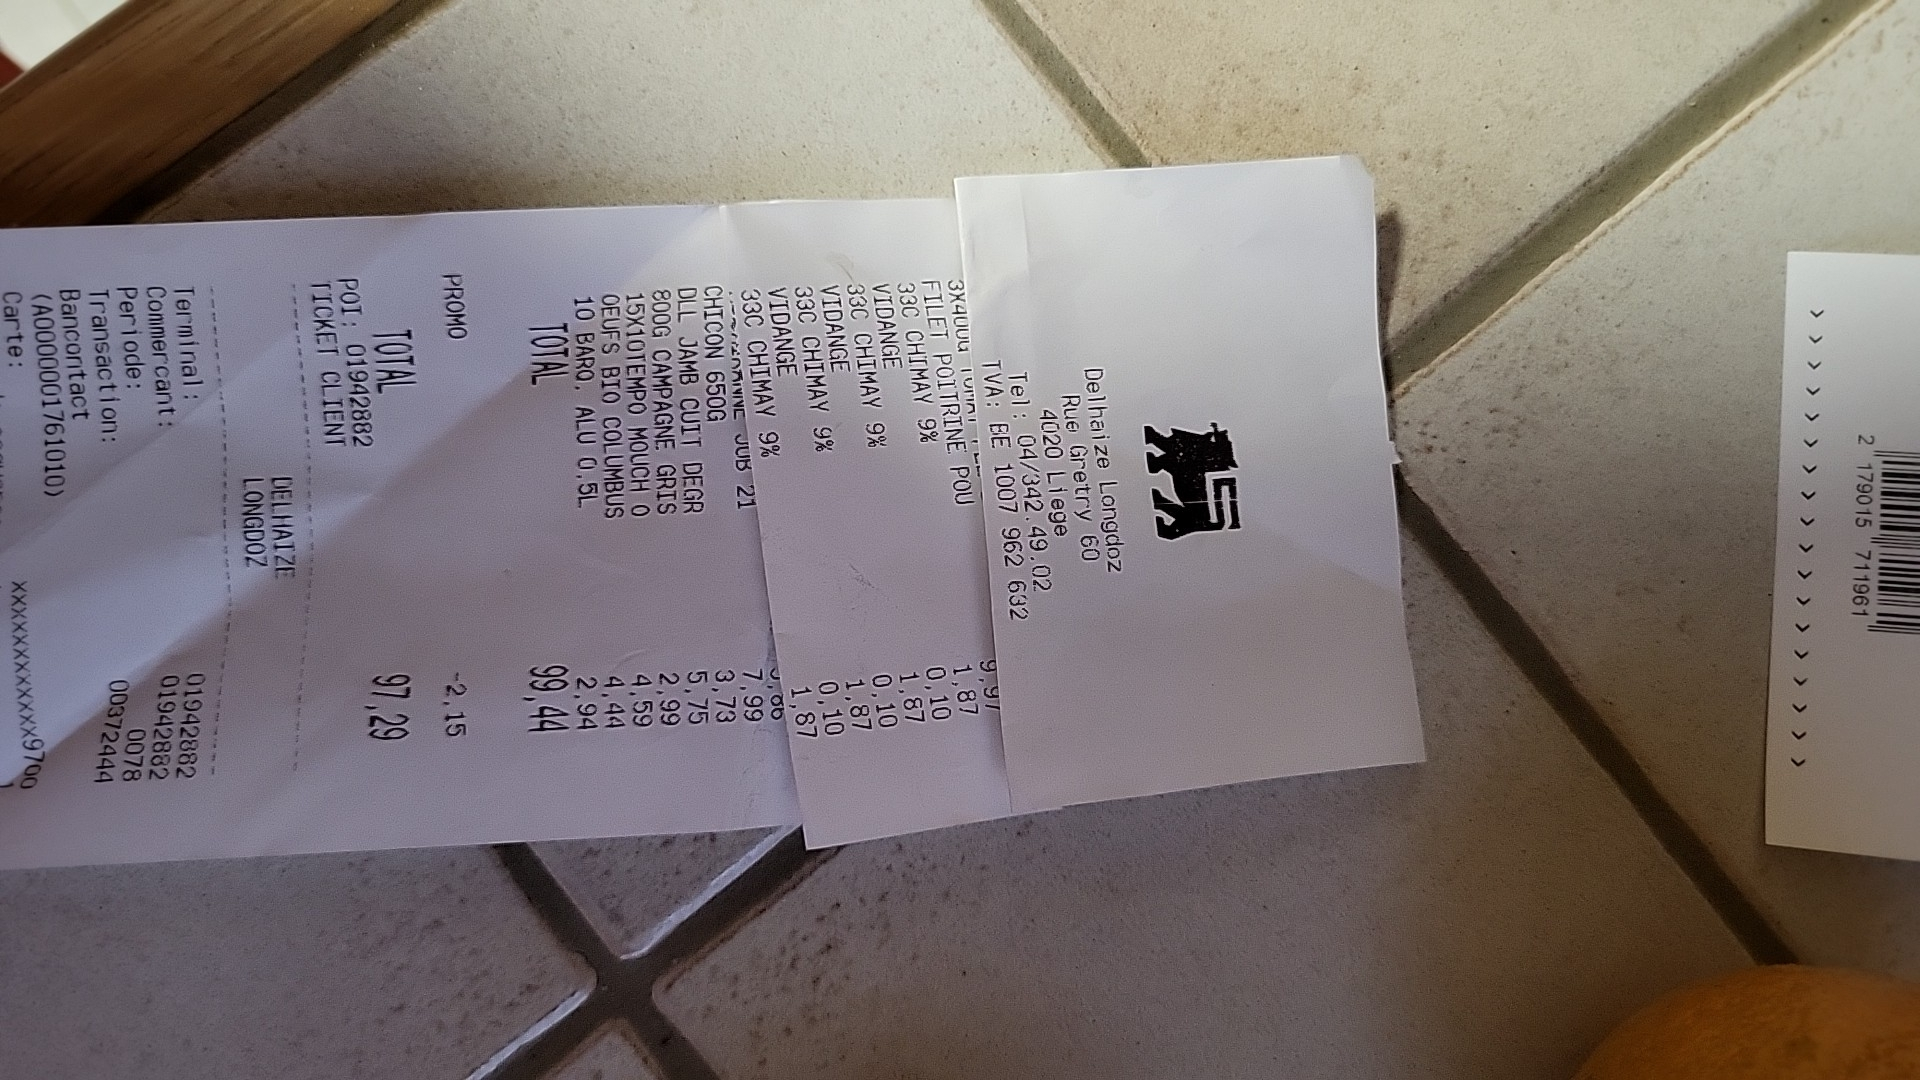 Delhaize Longdoz
Rue Gretry 60
4020 Liege
Tel: 04/342.49.02
TVA: BE 1007 962 632
FILET POITRINE POU 9,97
33C CHIMAY 9% 1,87
VIDANGE 0,10
33C CHIMAY 9% 1,87
VIDANGE 0,10
33C CHIMAY 9% 1,87
VIDANGE 0,10
33C CHIMAY 9% 1,87
JUB 21 7,99
CHICON 650G 3,73
DLL JAMB CUIT DEGR 5,75
800G CAMPAGNE GRIS 2,99
15X10TEMPO MOUCH O 4,59
OEUFS BIO COLUMBUS 4,44
10 BARQ. ALU 0,5L 2,94
TOTAL 99,44
PROMO -2,15
TOTAL 97,29
POI: 01942882
TICKET CLIENT
DELHAIZE
LONGDOZ
Terminal: 01942882
Commercant: 01942882
Periode: 0078
Transaction: 00372444
Bancontact
(A0000001761010)
Carte: xxxxxxxxxxxxx9700
2 179015 711961